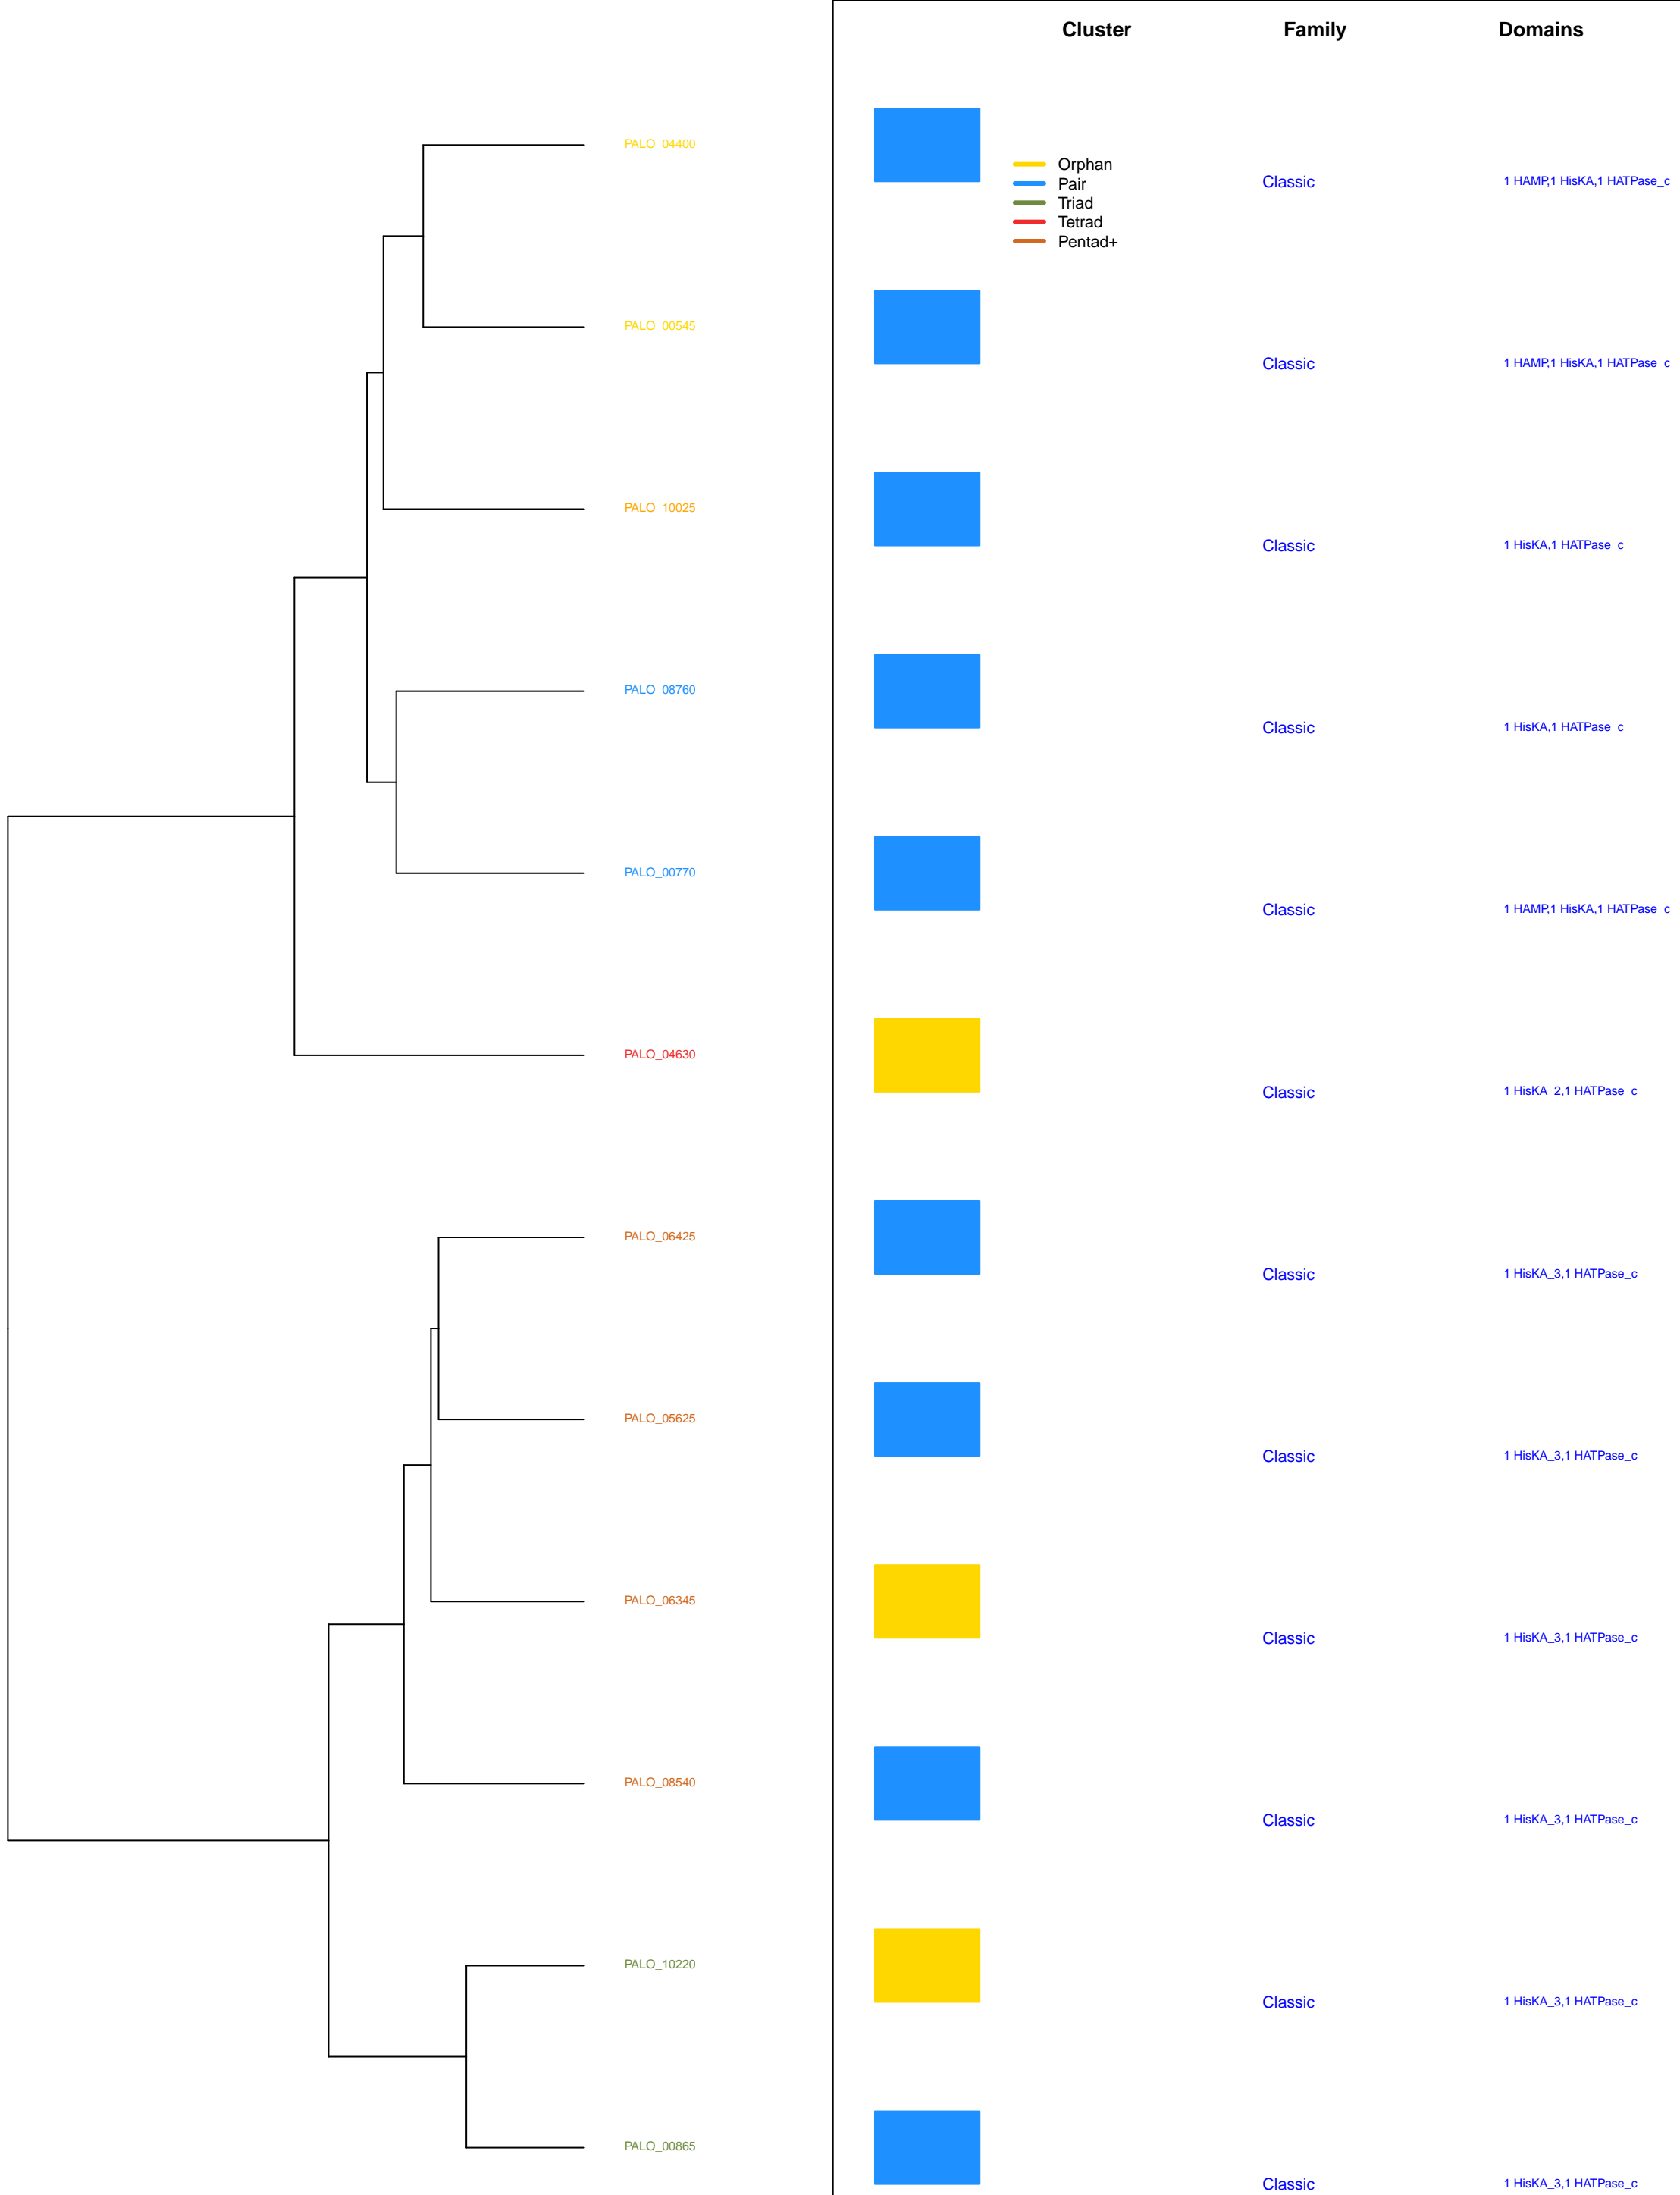 Cluster Family Domains
PALO_04400
Orphan
Pair
Classic 1 HAMP,1 HisKA,1 HATPase_c
Triad
Tetrad
Pentad+
PALO_00545
Classic 1 HAMP,1 HisKA,1 HATPase_c
PALO_10025
Classic 1 HisKA,1 HATPase_c
PALO_08760
Classic 1 HisKA,1 HATPase_c
PALO_00770
Classic 1 HAMP,1 HisKA,1 HATPase_c
PALO_04630
Classic 1 HisKA_2,1 HATPase_c
PALO_06425
Classic 1 HisKA_3,1 HATPase_c
PALO_05625
Classic 1 HisKA_3,1 HATPase_c
PALO_06345
Classic 1 HisKA_3,1 HATPase_c
PALO_08540
Classic 1 HisKA_3,1 HATPase_c
PALO_10220
Classic 1 HisKA_3,1 HATPase_c
PALO_00865
Classic 1 HisKA_3,1 HATPase_c